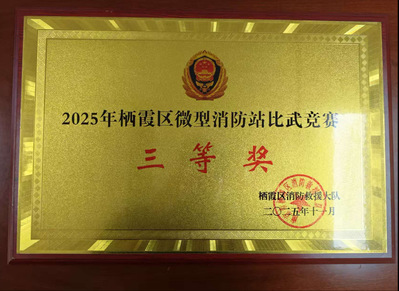 2025年栖霞区微型消防站比武竞赛
三等奖
栖霞区消防救援大队
二〇二五年十一月